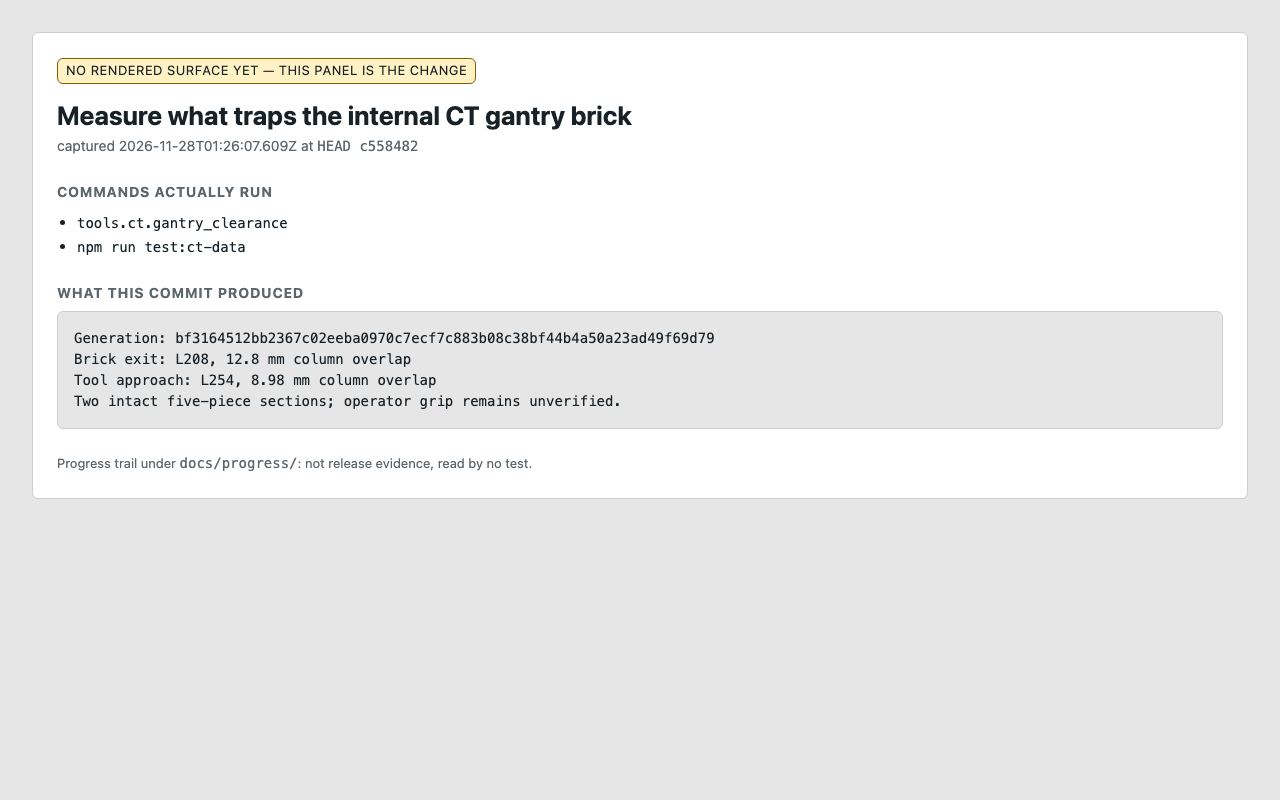 NO RENDERED SURFACE YET — THIS PANEL IS THE CHANGE
Measure what traps the internal CT gantry brick
captured 2026-11-28T01:26:07.609Z at HEAD c558482
COMMANDS ACTUALLY RUN
• tools.ct.gantry_clearance
• npm run test:ct-data
WHAT THIS COMMIT PRODUCED
Generation: bf3164512bb2367c02eeba0970c7ecf7c883b08c38bf44b4a50a23ad49f69d79
Brick exit: L208, 12.8 mm column overlap
Tool approach: L254, 8.98 mm column overlap
Two intact five-piece sections; operator grip remains unverified.
Progress trail under docs/progress/: not release evidence, read by no test.